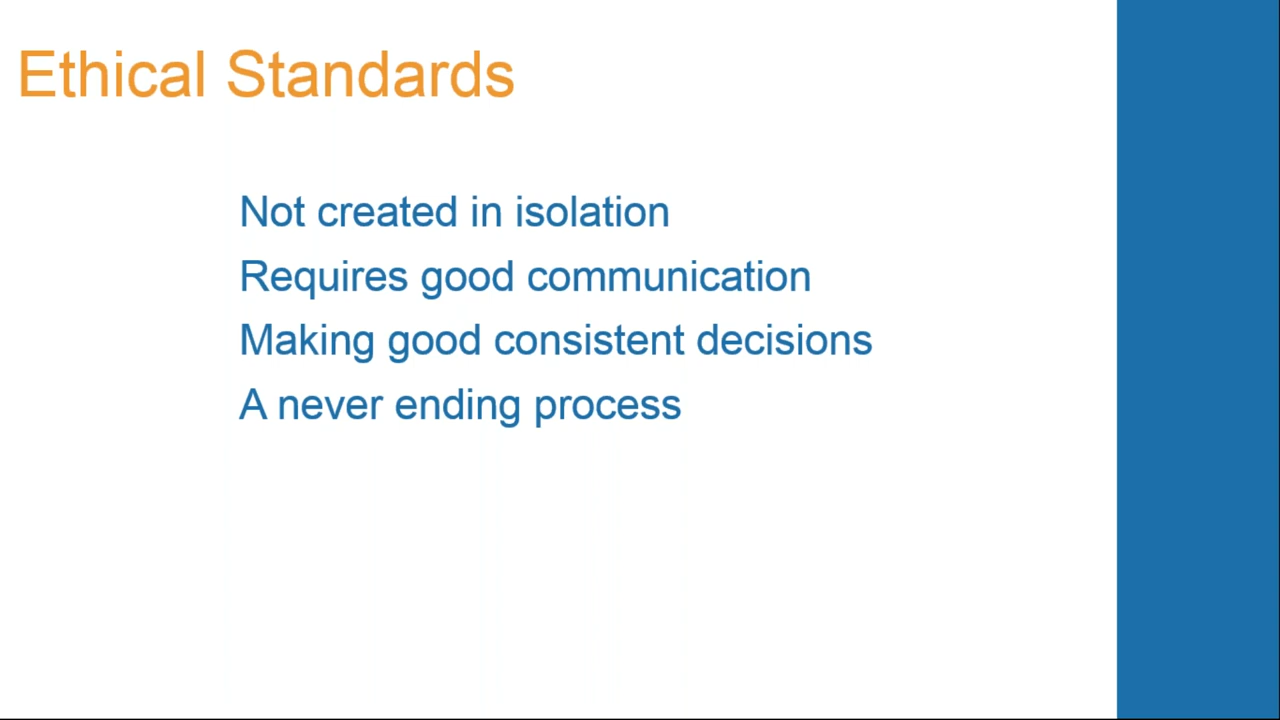 Ethical Standards
Not created in isolation
Requires good communication
Making good consistent decisions
A never ending process